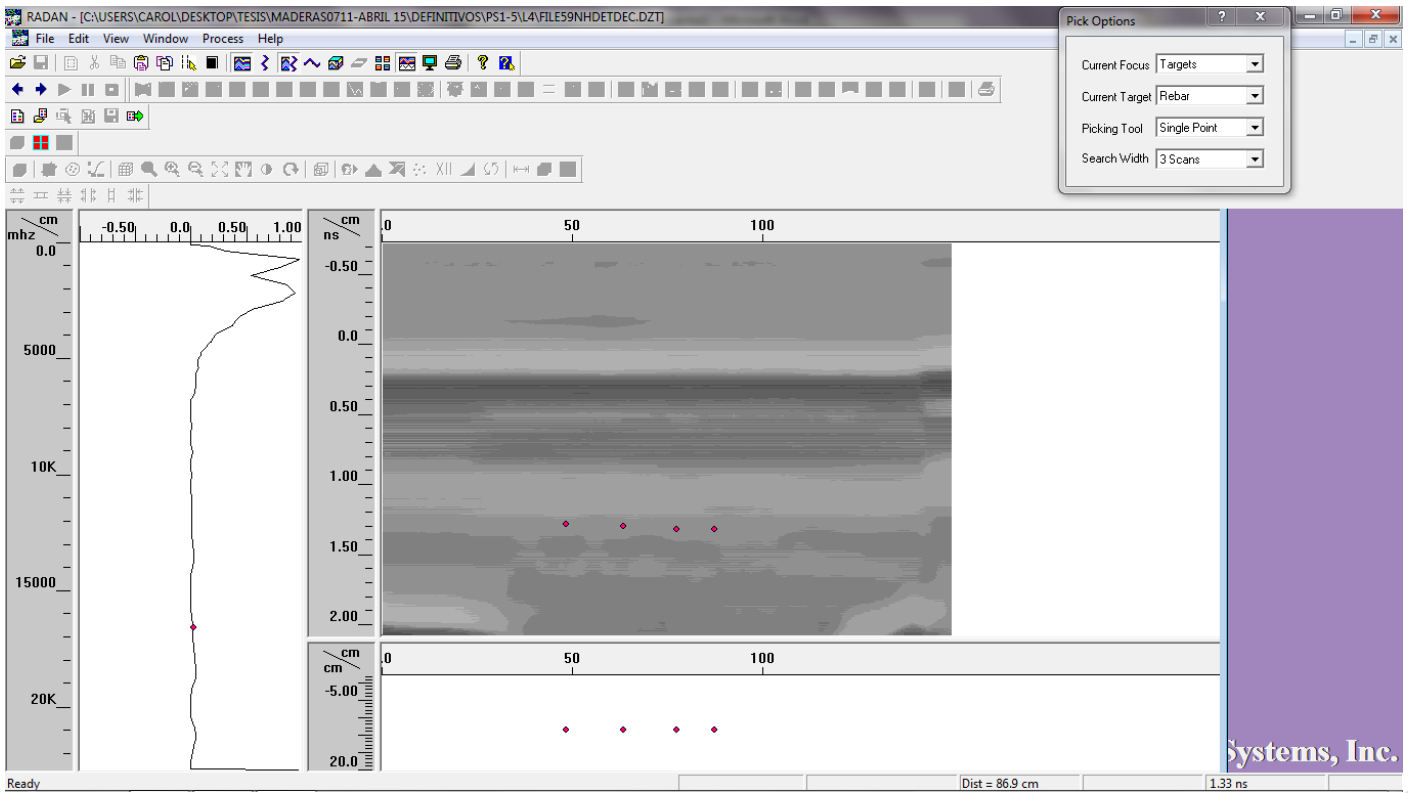 RADAN - [C:\USERS\CAROL\DESKTOP\TESIS\MADERAS0711-ABRIL 15\DEFINITIVOS\PS1-5\L4\FILE59NHDETDEC.DZT]
File Edit View Window Process Help
Pick Options
Current Focus Targets
Current Target Rebar
Picking Tool Single Point
Search Width 3 Scans
cm
mhz
-0.50 0.0 0.50 1.00
cm
ns
.0 50 100
0.0
5000
10K
15000
20K
-0.50
0.0
0.50
1.00
1.50
2.00
cm
cm
.0 50 100
-5.00
20.0
Systems, Inc.
Ready
Dist = 86.9 cm
1.33 ns